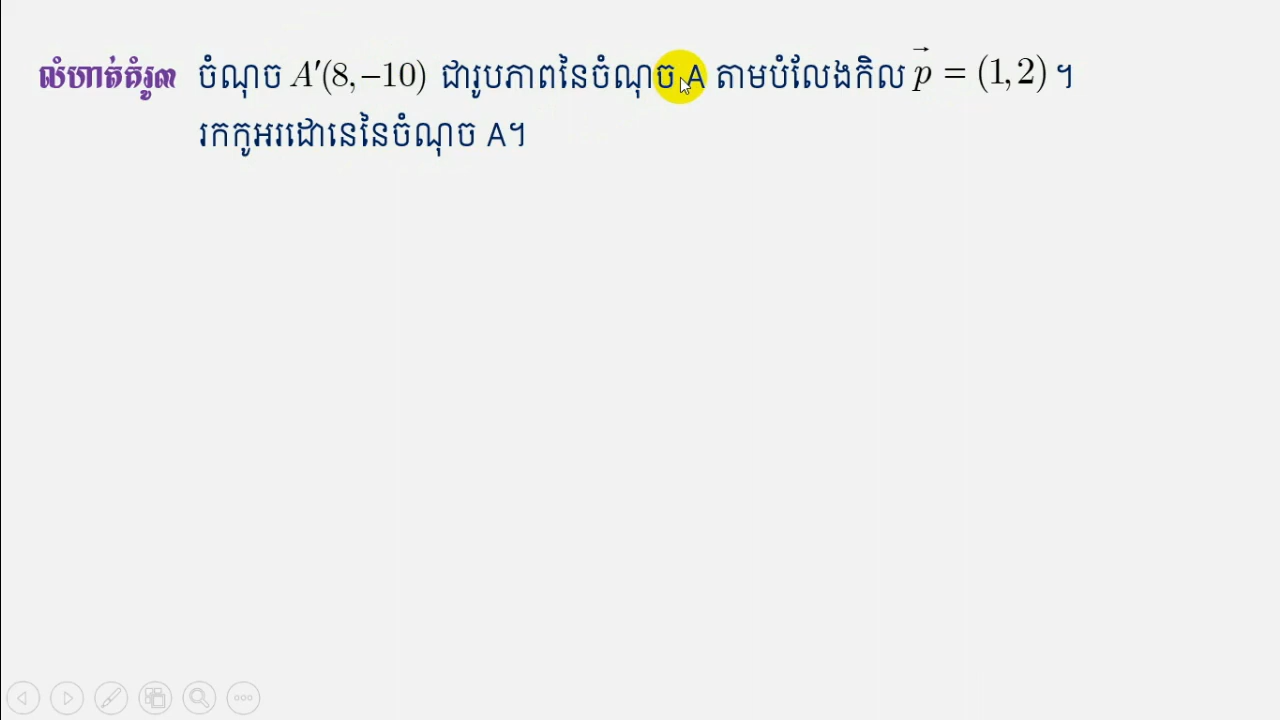 លំហាត់គំរូ៣ ចំណុច A′(8,−10) ជារូបភាពនៃចំណុច A តាមបំលែងកិល p⃗ = (1, 2) ។
រកកូអរដោនេនៃចំណុច A។